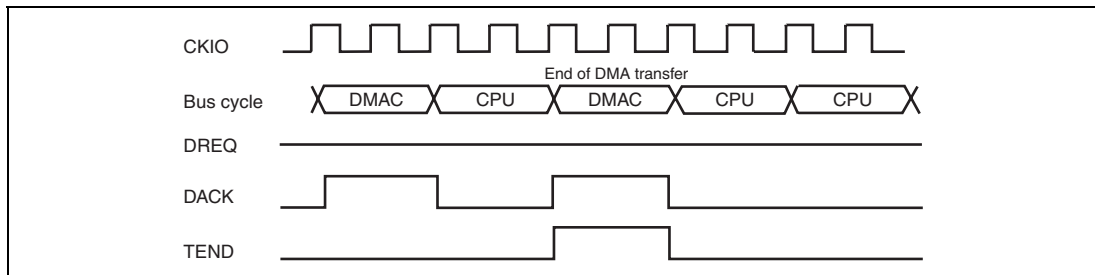 CKIO
End of DMA transfer
Bus cycle DMAC CPU DMAC CPU CPU
DREQ
DACK
TEND